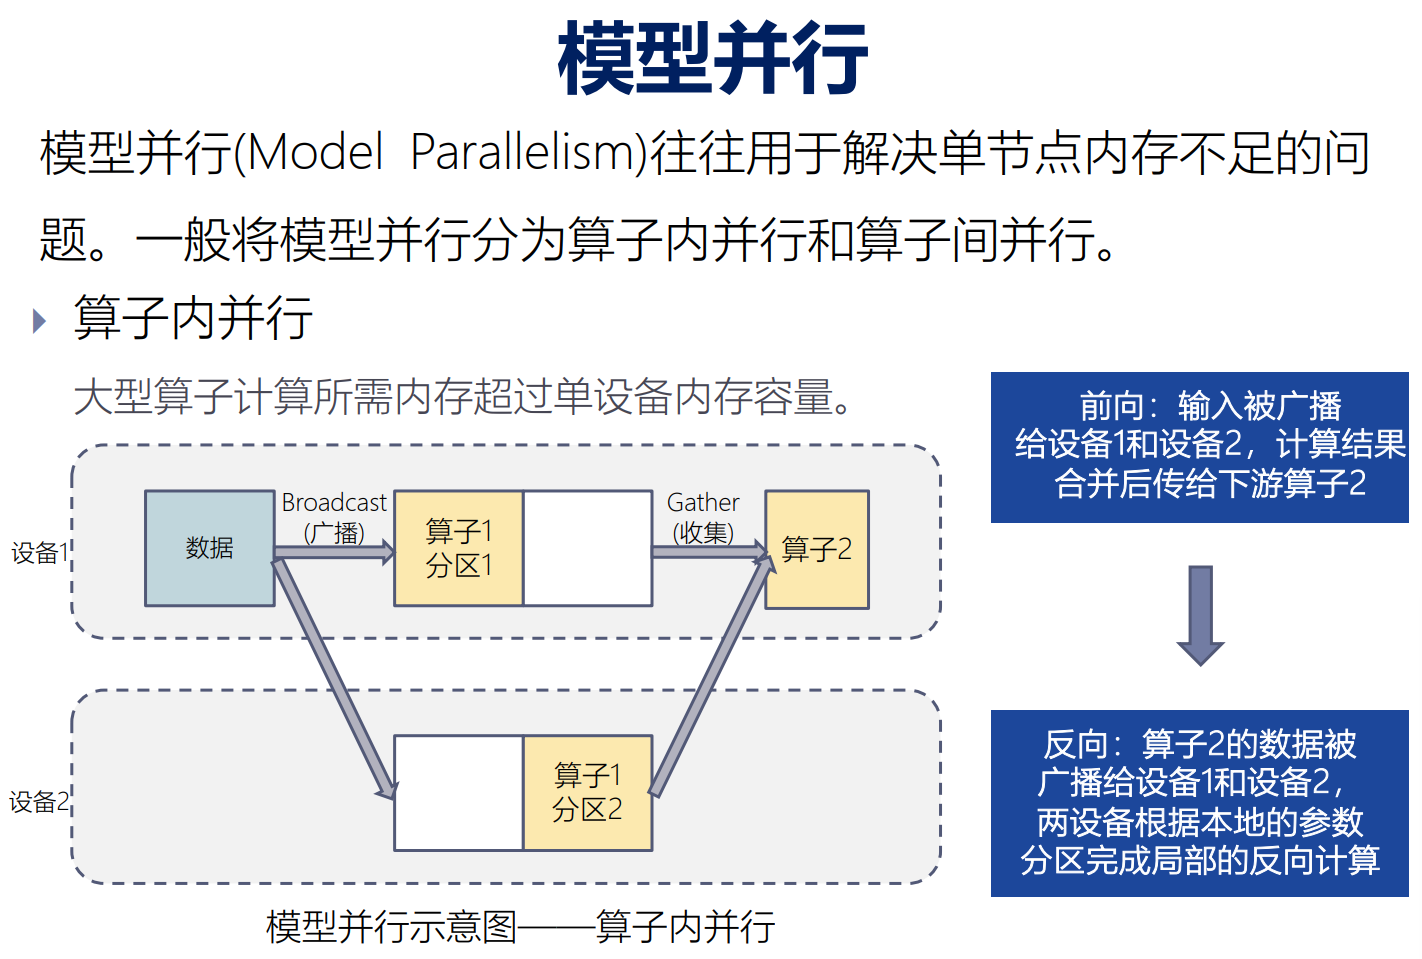 模型并行
模型并行(Model Parallelism)往往用于解决单节点内存不足的问
题。一般将模型并行分为算子内并行和算子间并行。
算子内并行
大型算子计算所需内存超过单设备内存容量。
设备1
数据
Broadcast
(广播)
算子1
分区1
Gather
(收集)
算子2
设备2
算子1
分区2
模型并行示意图——算子内并行
前向：输入被广播
给设备1和设备2，计算结果
合并后传给下游算子2
反向：算子2的数据被
广播给设备1和设备2，
两设备根据本地的参数
分区完成局部的反向计算